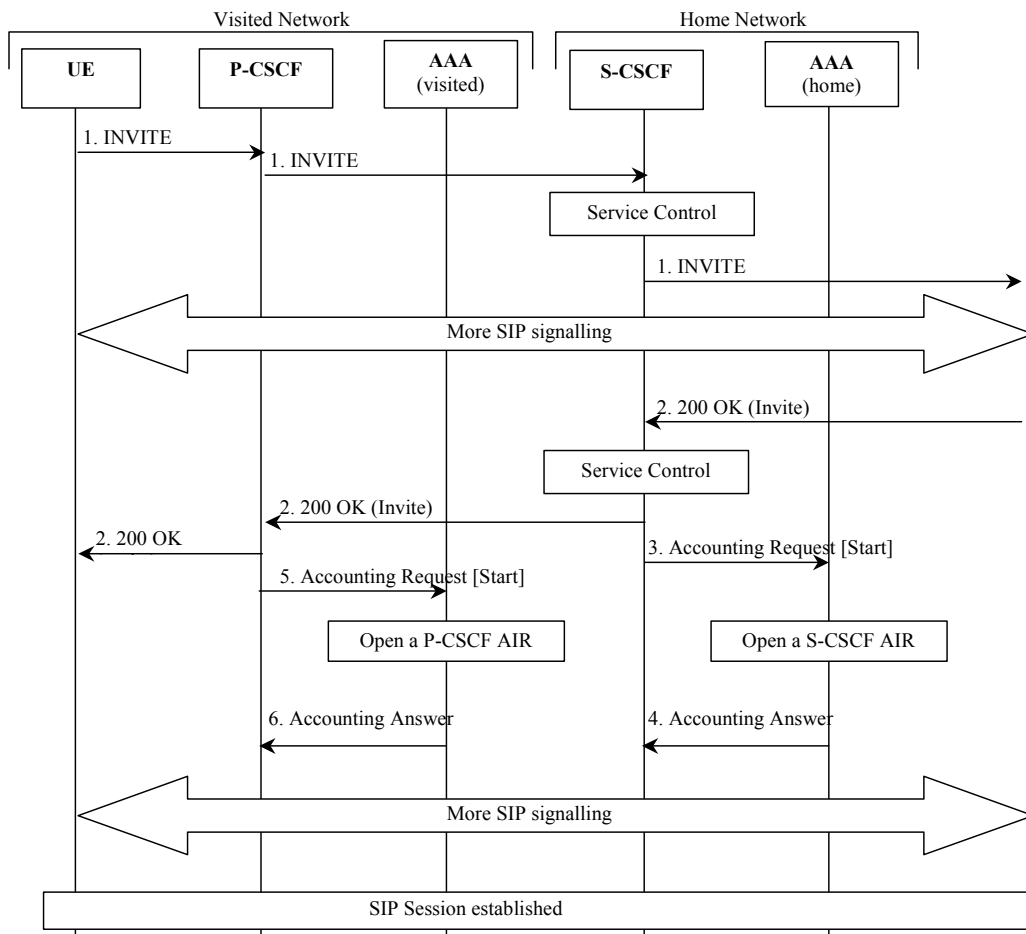 Visited Network
Home Network
UE
P-CSCF
AAA
(visited)
S-CSCF
AAA
(home)
1. INVITE
1. INVITE
Service Control
1. INVITE
More SIP signalling
2. 200 OK (Invite)
Service Control
2. 200 OK (Invite)
2. 200 OK
3. Accounting Request [Start]
5. Accounting Request [Start]
Open a P-CSCF AIR
Open a S-CSCF AIR
6. Accounting Answer
4. Accounting Answer
More SIP signalling
SIP Session established